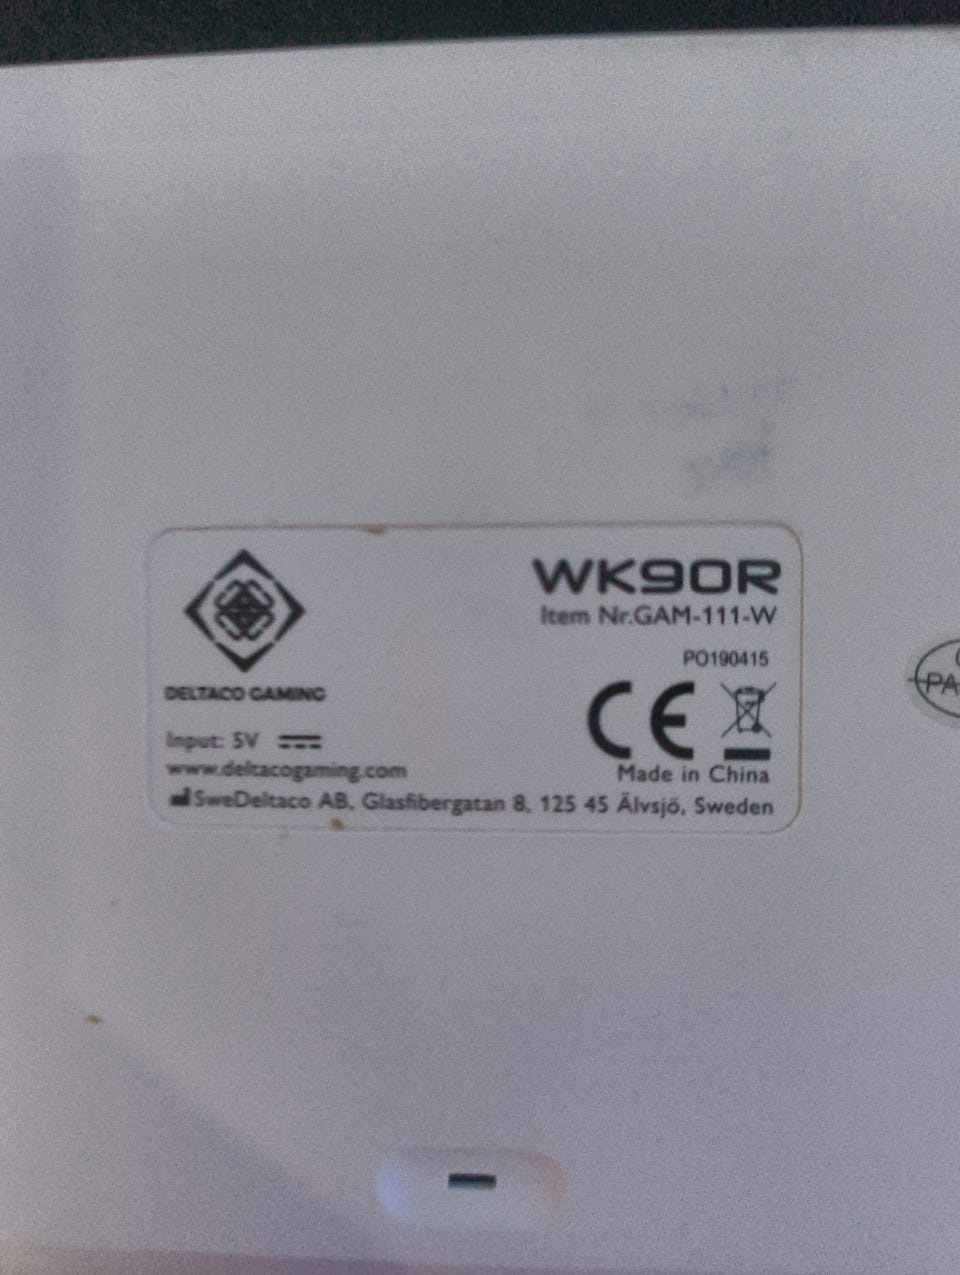 WK90R
Item Nr.GAM-111-W
PO190415
DELTACO GAMING
Input: 5V
www.deltacogaming.com
Made in China
SweDeltaco AB, Glasfibergatan 8, 125 45 Älvsjö, Sweden